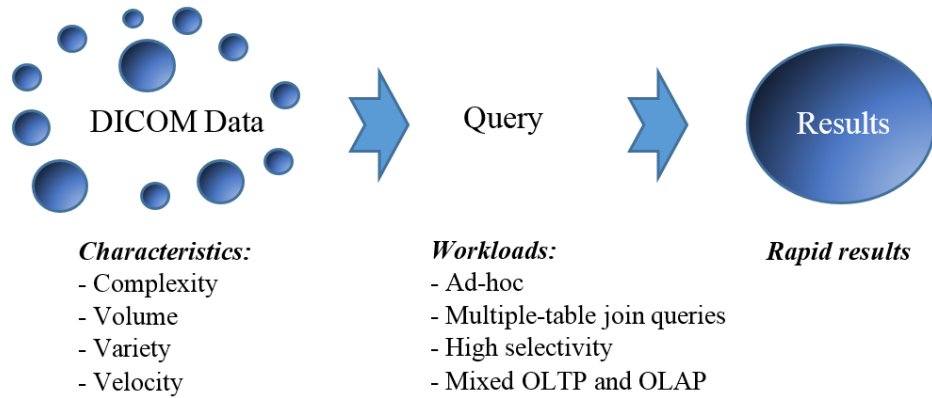 DICOM Data
Query
Results
Characteristics:
- Complexity
- Volume
- Variety
- Velocity
Workloads:
- Ad-hoc
- Multiple-table join queries
- High selectivity
- Mixed OLTP and OLAP
Rapid results